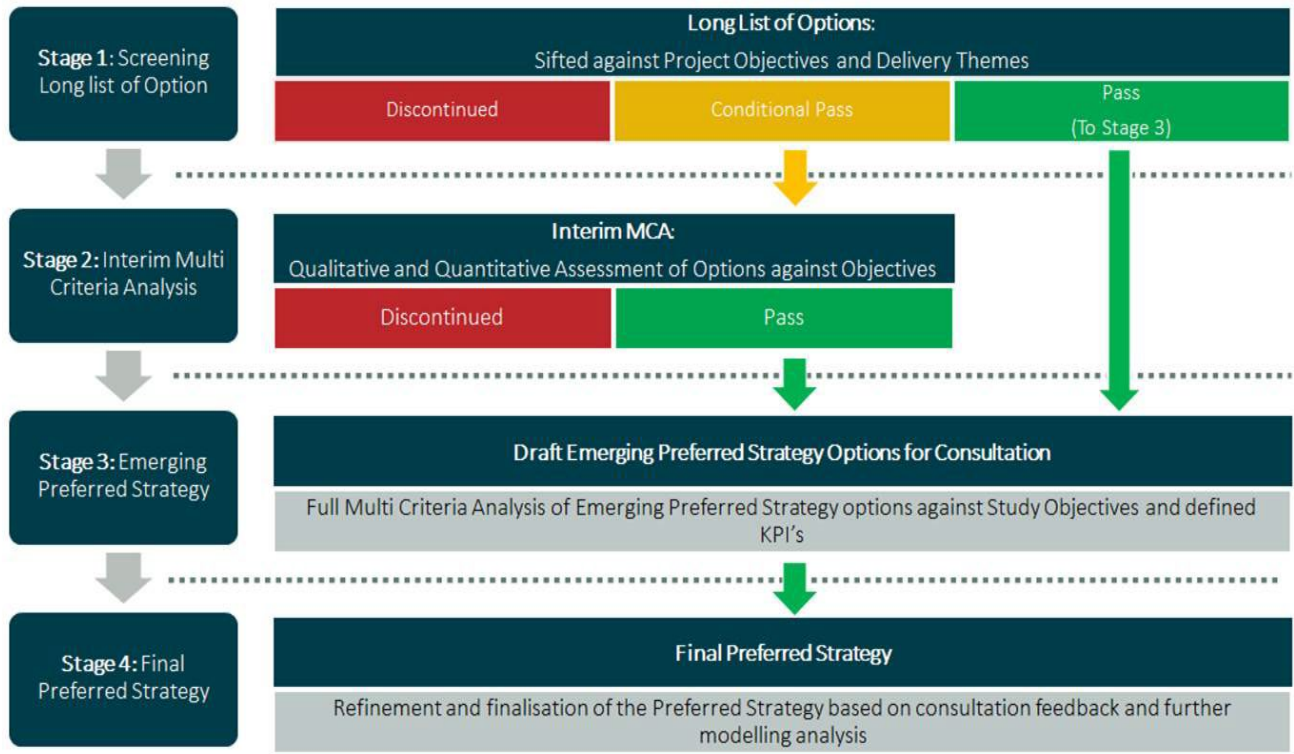 Stage 1: Screening
Long list of Option
Long List of Options:
Sifted against Project Objectives and Delivery Themes
Discontinued
Conditional Pass
Pass
(To Stage 3)
Stage 2: Interim Multi
Criteria Analysis
Interim MCA:
Qualitative and Quantitative Assessment of Options against Objectives
Discontinued
Pass
Stage 3: Emerging
Preferred Strategy
Draft Emerging Preferred Strategy Options for Consultation
Full Multi Criteria Analysis of Emerging Preferred Strategy options against Study Objectives and defined
KPI's
Stage 4: Final
Preferred Strategy
Final Preferred Strategy
Refinement and finalisation of the Preferred Strategy based on consultation feedback and further
modelling analysis